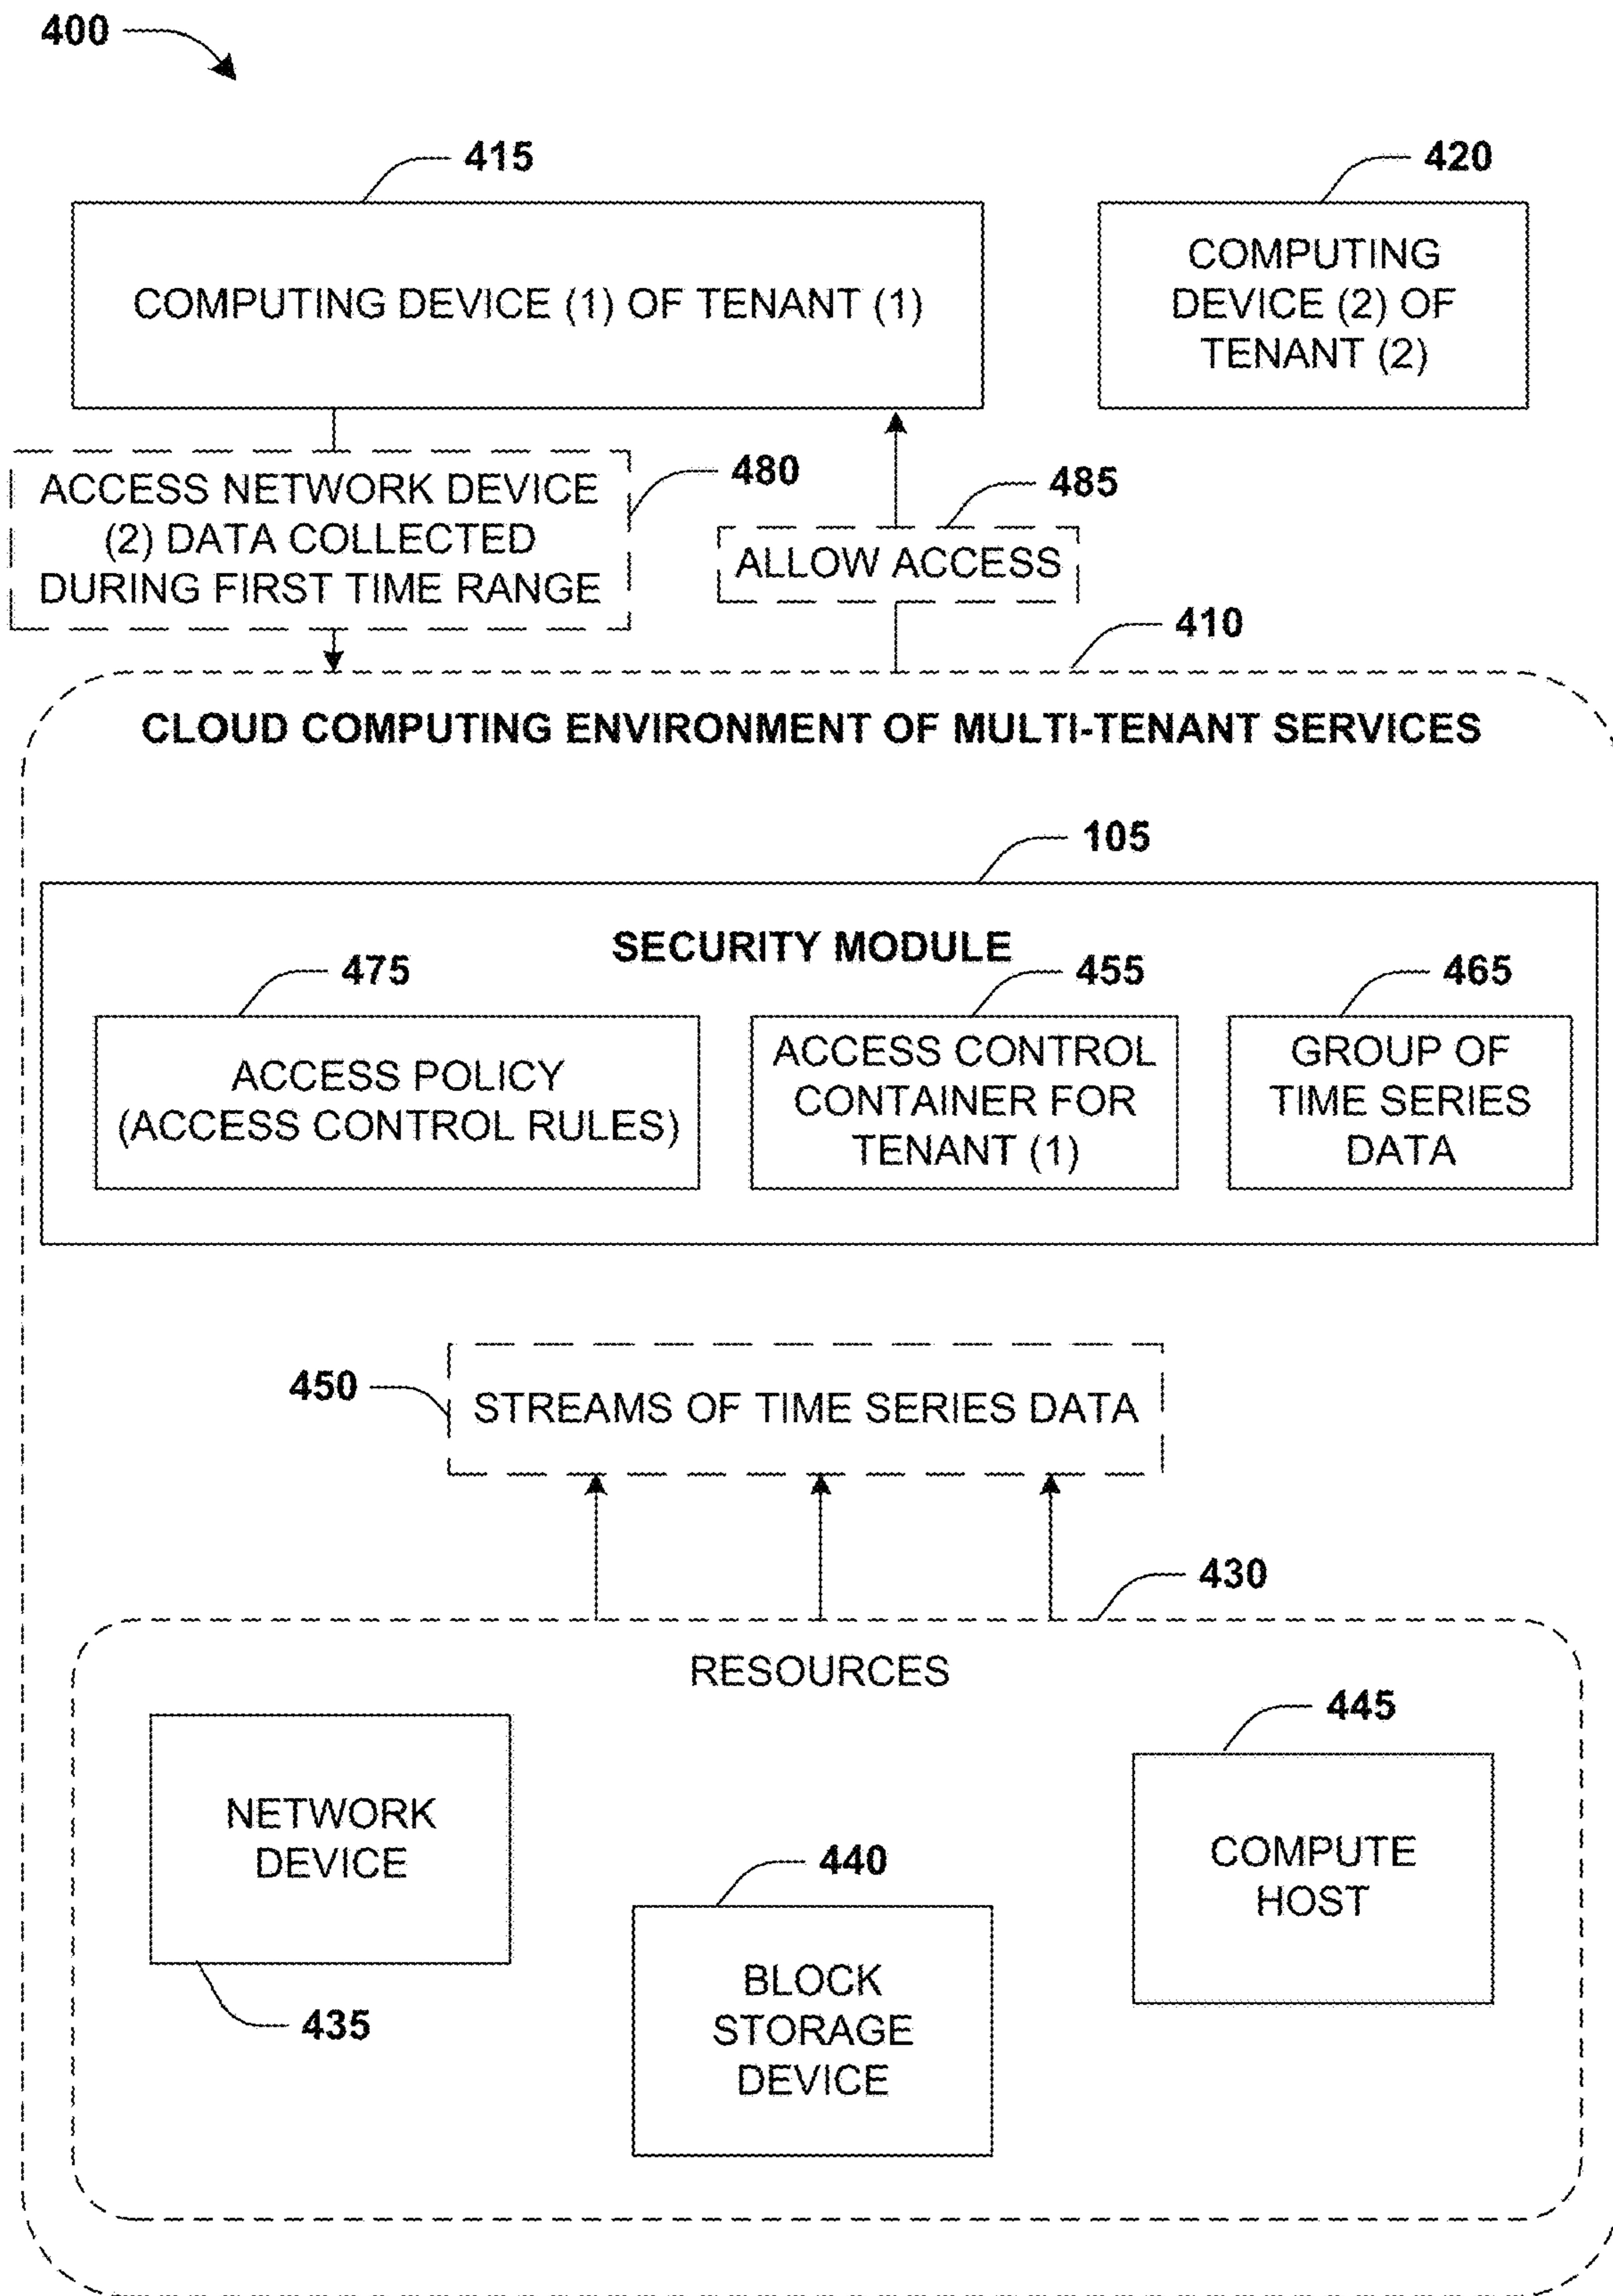 400
415
420
COMPUTING DEVICE (1) OF TENANT (1)
COMPUTING
DEVICE (2) OF
TENANT (2)
ACCESS NETWORK DEVICE
(2) DATA COLLECTED
DURING FIRST TIME RANGE
480
485
ALLOW ACCESS
410
CLOUD COMPUTING ENVIRONMENT OF MULTI-TENANT SERVICES
105
SECURITY MODULE
475
455
465
ACCESS POLICY
(ACCESS CONTROL RULES)
ACCESS CONTROL
CONTAINER FOR
TENANT (1)
GROUP OF
TIME SERIES
DATA
450
STREAMS OF TIME SERIES DATA
430
RESOURCES
445
NETWORK
DEVICE
435
440
BLOCK
STORAGE
DEVICE
COMPUTE
HOST